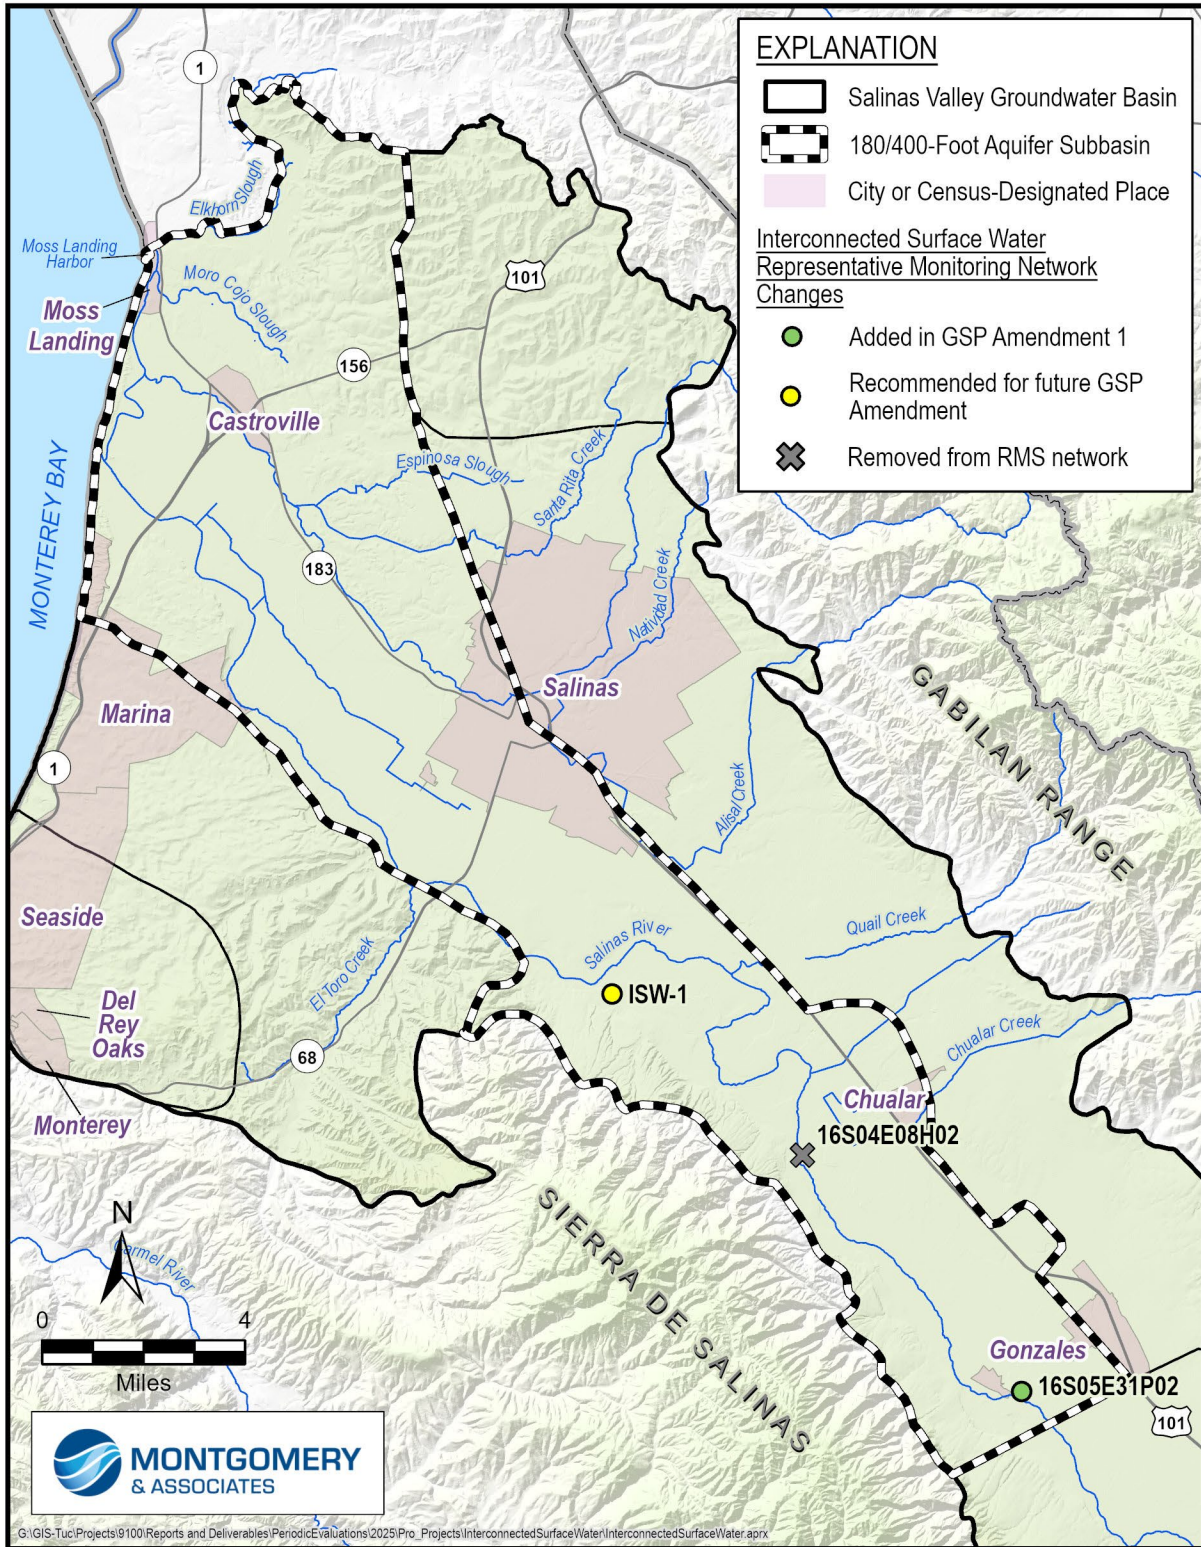 EXPLANATION
Salinas Valley Groundwater Basin
180/400-Foot Aquifer Subbasin
City or Census-Designated Place
Interconnected Surface Water
Representative Monitoring Network
Changes
Added in GSP Amendment 1
Recommended for future GSP
Amendment
Removed from RMS network
1
Elkhorn Slough
Moss Landing
Harbor
Moro Cojo Slough
Moss
Landing
101
156
Castroville
Espinosa Slough
Santa Rita Creek
MONTEREY BAY
183
Natividad Creek
Salinas
Marina
GABILAN RANGE
1
Alisal Creek
Seaside
Quail Creek
Salinas River
El Toro Creek
ISW-1
Del
Rey
Oaks
68
Chualar Creek
Chualar
Monterey
16S04E08H02
SIERRA DE SALINAS
N
Carmel River
0 4
Miles
Gonzales
16S05E31P02
101
MONTGOMERY
& ASSOCIATES
G:\GIS-Tuc\Projects\9100\Reports and Deliverables\PeriodicEvaluations\2025\Pro_Projects\InterconnectedSurfaceWater\InterconnectedSurfaceWater.aprx